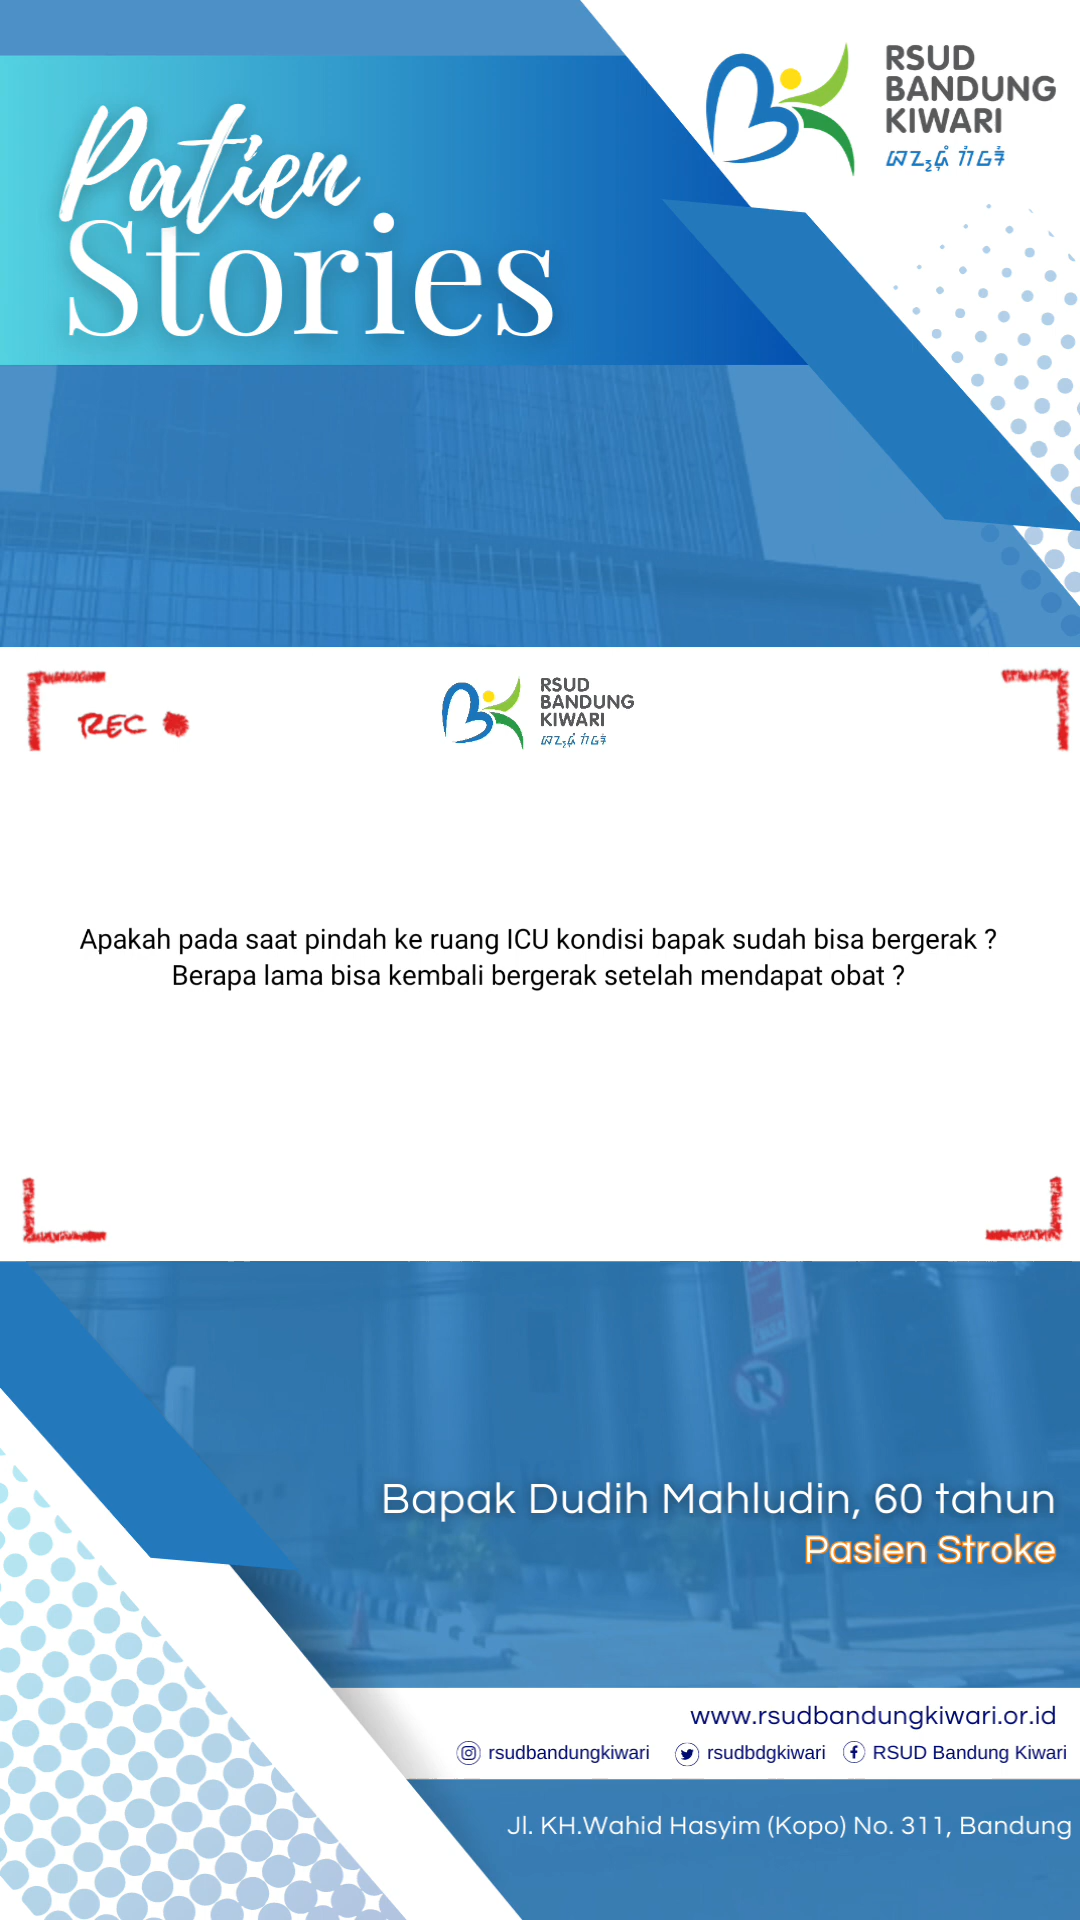 Patien
Stories
RSUD
BANDUNG
KIWARI
REC
RSUD
BANDUNG
KIWARI
Apakah pada saat pindah ke ruang ICU kondisi bapak sudah bisa bergerak ?
Berapa lama bisa kembali bergerak setelah mendapat obat ?
P
Bapak Dudih Mahludin, 60 tahun
Pasien Stroke
www.rsudbandungkiwari.or.id
rsudbandungkiwari rsudbdgkiwari RSUD Bandung Kiwari
Jl. KH.Wahid Hasyim (Kopo) No. 311, Bandung